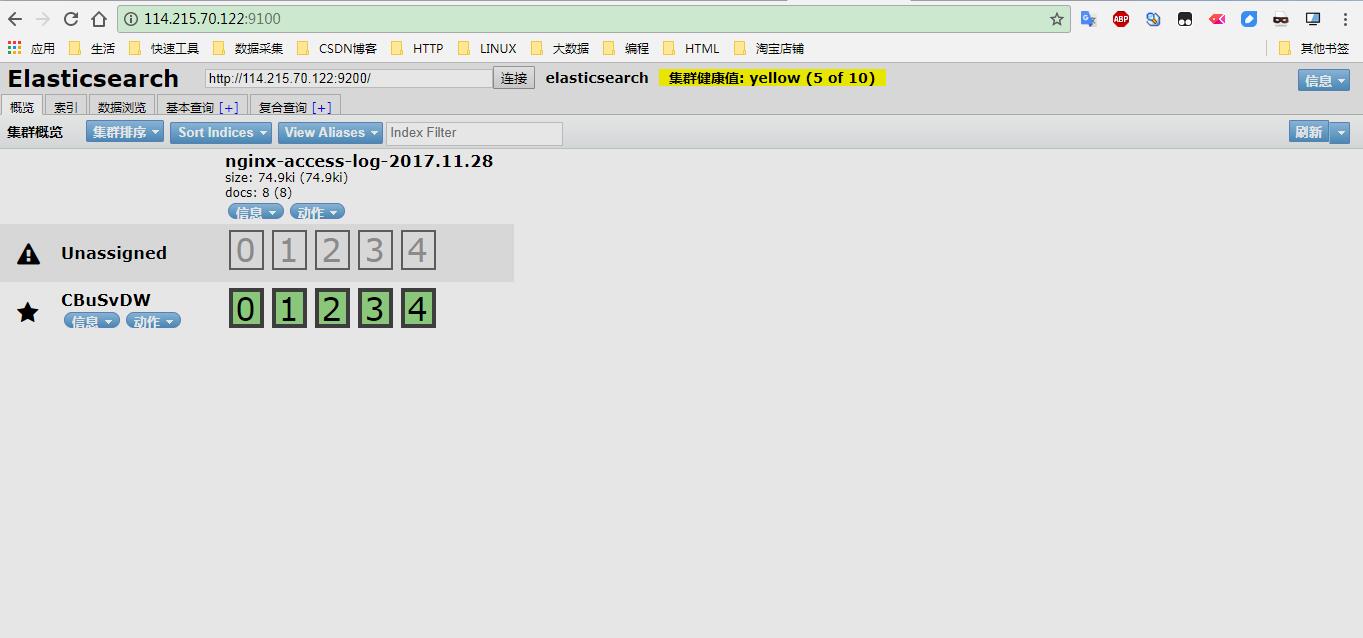 114.215.70.122:9100
应用 生活 快速工具 数据采集 CSDN博客 HTTP LINUX 大数据 编程 HTML 淘宝店铺 其他书签
Elasticsearch http://114.215.70.122:9200/ 连接 elasticsearch 集群健康值: yellow (5 of 10) 信息
概览 索引 数据浏览 基本查询 [+] 复合查询 [+]
集群概览 集群排序 Sort Indices View Aliases Index Filter 刷新
nginx-access-log-2017.11.28
size: 74.9ki (74.9ki)
docs: 8 (8)
信息 动作
Unassigned 0 1 2 3 4
CBuSvDW 0 1 2 3 4
信息 动作
ABP